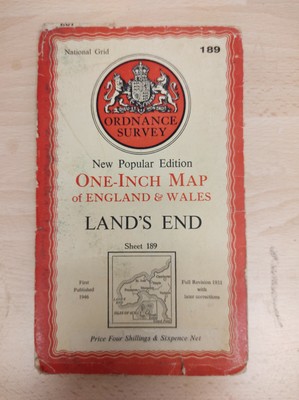 National Grid
189
ORDNANCE
SURVEY
New Popular Edition
ONE-INCH MAP
of ENGLAND & WALES
LAND'S END
Sheet 189
First
Published
1946
Full Revision 1931
with
later corrections
Price Four Shillings & Sixpence Net